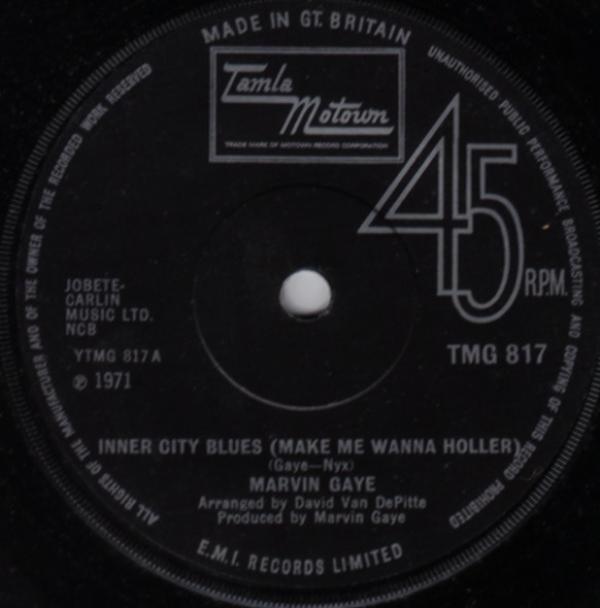 MADE IN GT. BRITAIN
Tamla
Motown
TRADE MARK OF MOTOWN RECORD CORPORATION
UNAUTHORISED PUBLIC PERFORMANCE BROADCASTING AND COPYING OF THIS RECORD PROHIBITED
ALL RIGHTS OF THE MANUFACTURER AND OF THE OWNER OF THE RECORDED WORK RESERVED
45
R.P.M.
JOBETE-
CARLIN
MUSIC LTD.
NCB
YTMG 817 A
℗ 1971
TMG 817
INNER CITY BLUES (MAKE ME WANNA HOLLER)
(Gaye—Nyx)
MARVIN GAYE
Arranged by David Van DePitte
Produced by Marvin Gaye
E.M.I. RECORDS LIMITED